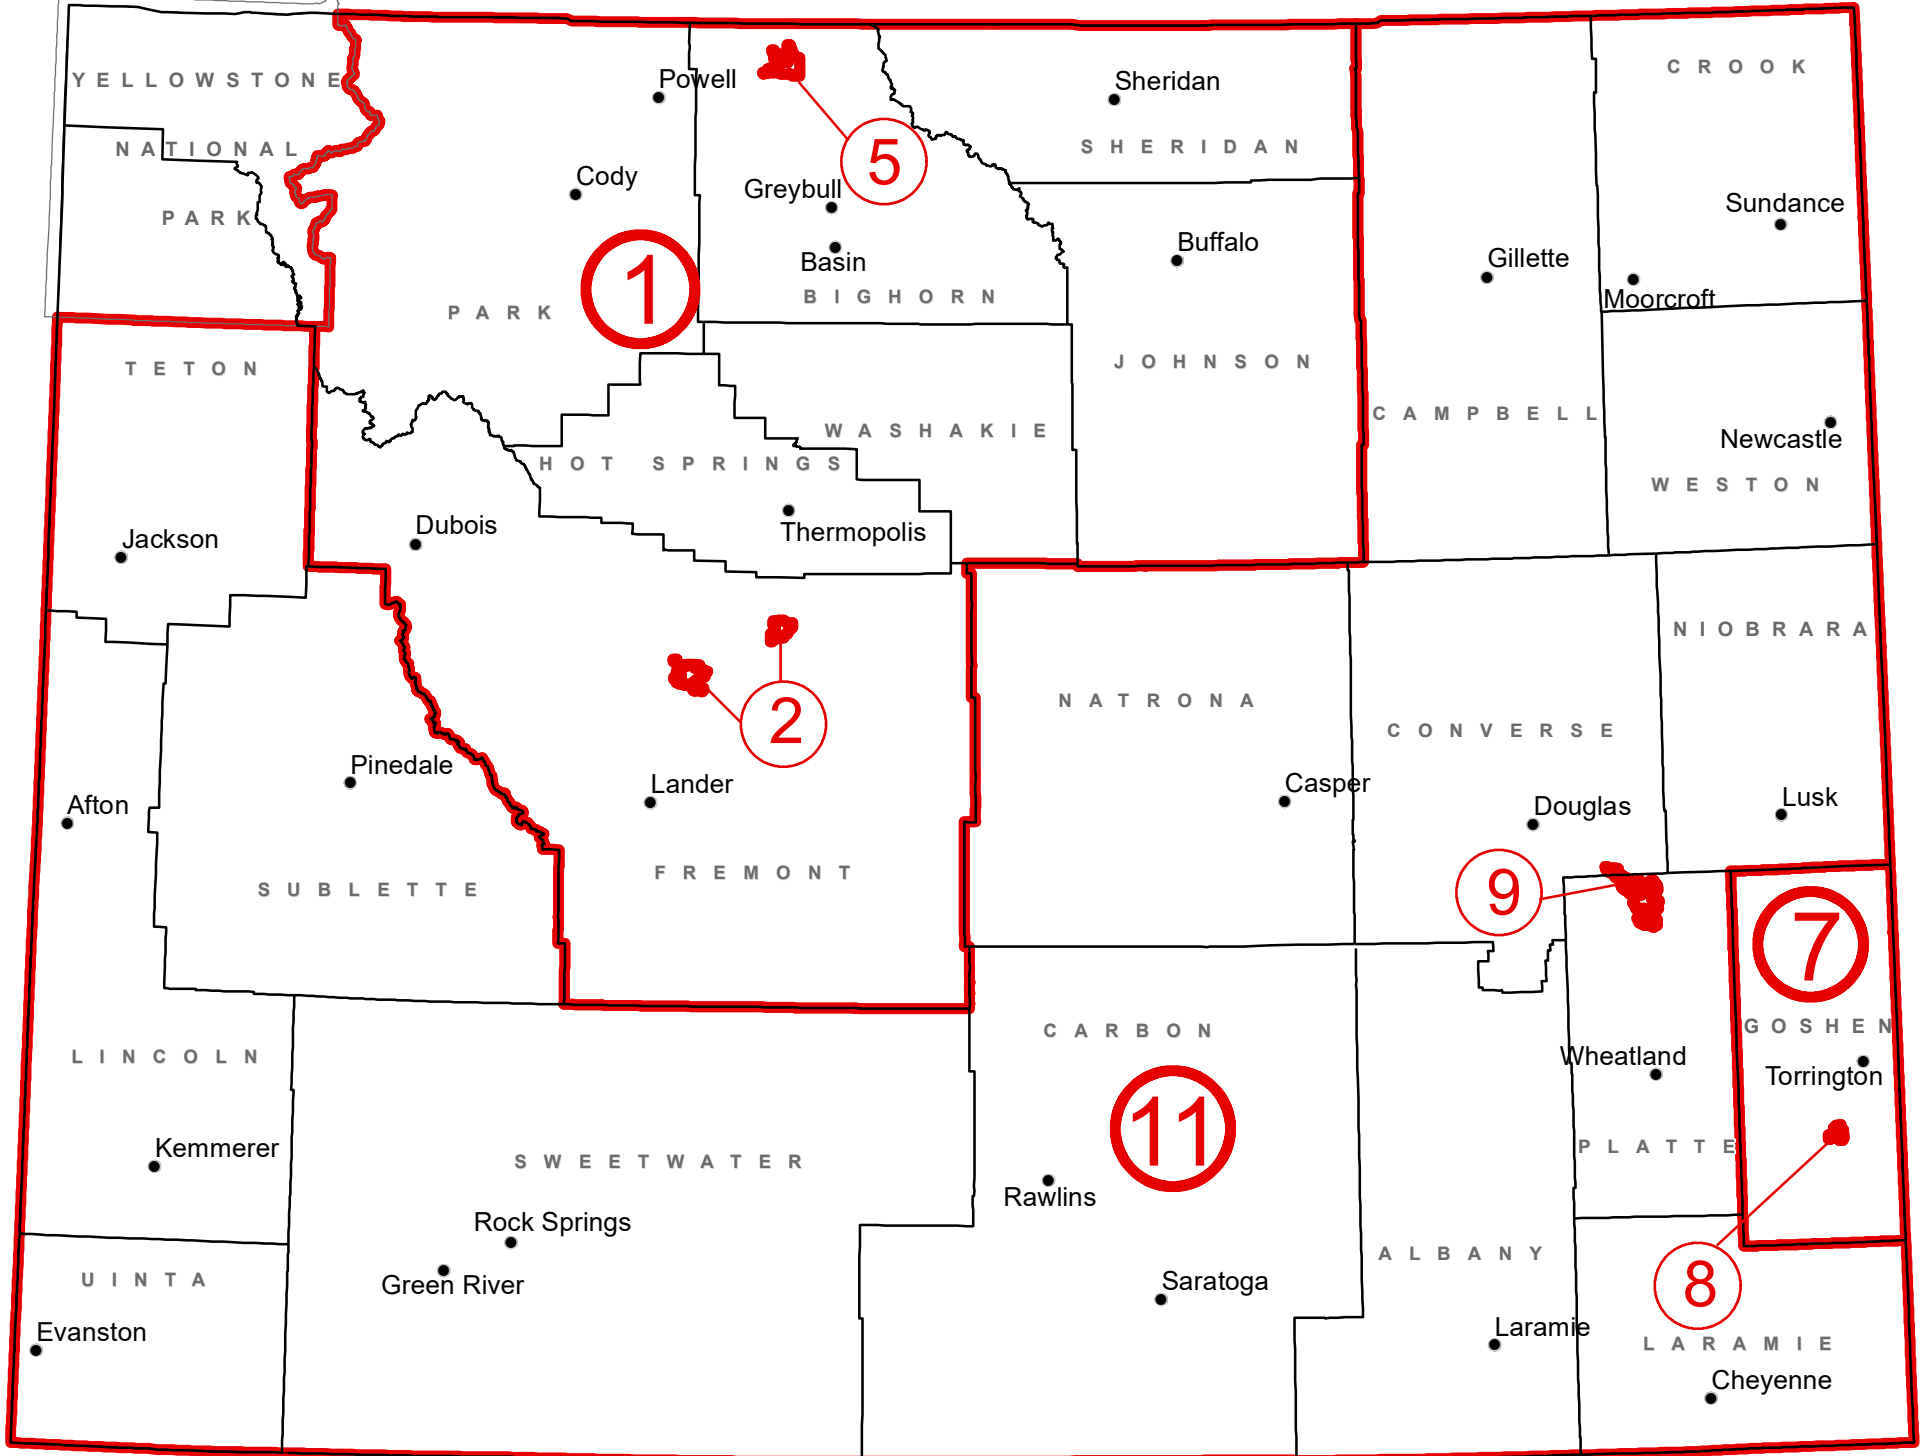 CROOK
YELLOWSTONE
Powell
Sheridan
NATIONAL
SHERIDAN
5
Cody
Greybull
Sundance
PARK
Buffalo
Gillette
Basin
1
BIGHORN
Moorcroft
PARK
TETON
JOHNSON
CAMPBELL
WASHAKIE
Newcastle
HOT SPRINGS
WESTON
Dubois
Thermopolis
Jackson
NIOBRARA
NATRONA
2
CONVERSE
Pinedale
Lander
Casper
Afton
Douglas
Lusk
FREMONT
SUBLETTE
9
7
GOSHEN
CARBON
LINCOLN
Wheatland
Torrington
11
Kemmerer
PLATTE
SWEETWATER
Rawlins
Rock Springs
ALBANY
UINTA
Green River
Saratoga
8
Evanston
Laramie
LARAMIE
Cheyenne